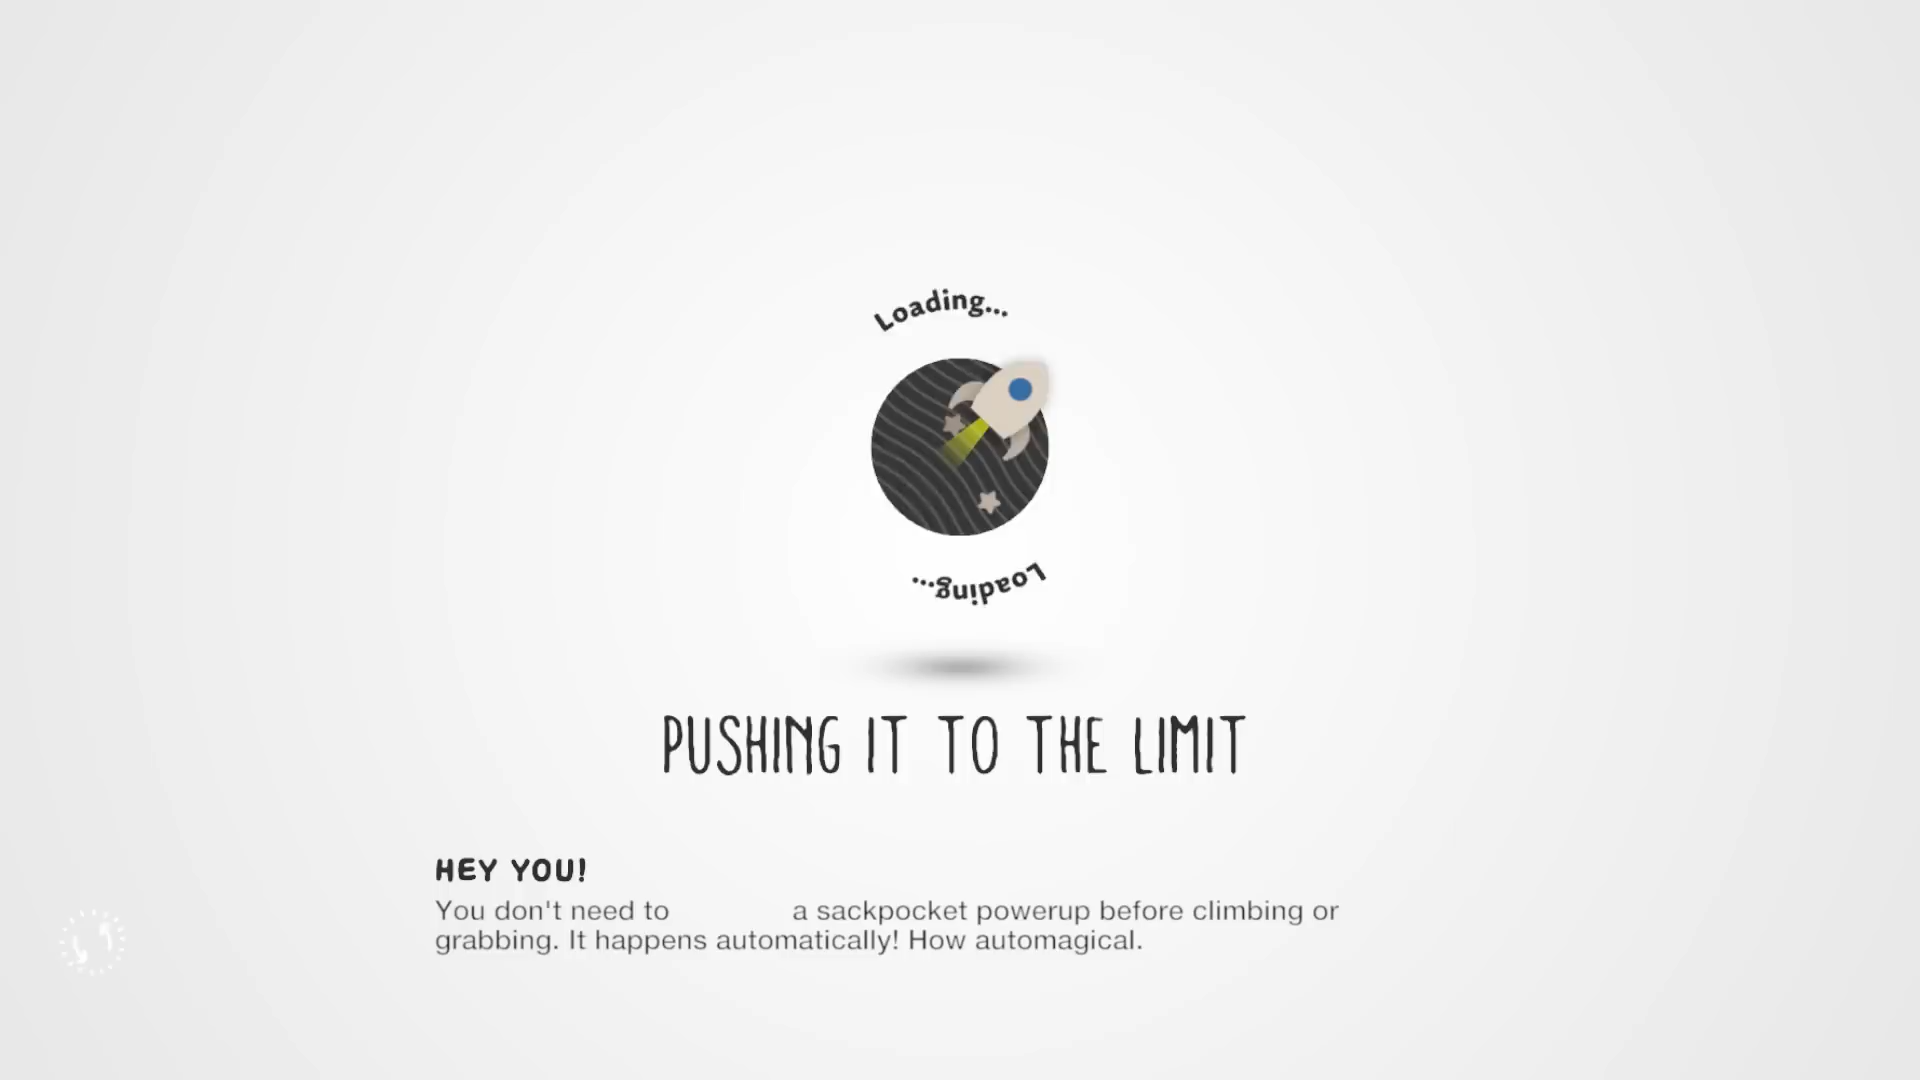 Loading...
Loading...
PUSHING IT TO THE LIMIT
HEY YOU!
You don't need to a sackpocket powerup before climbing or
grabbing. It happens automatically! How automagical.